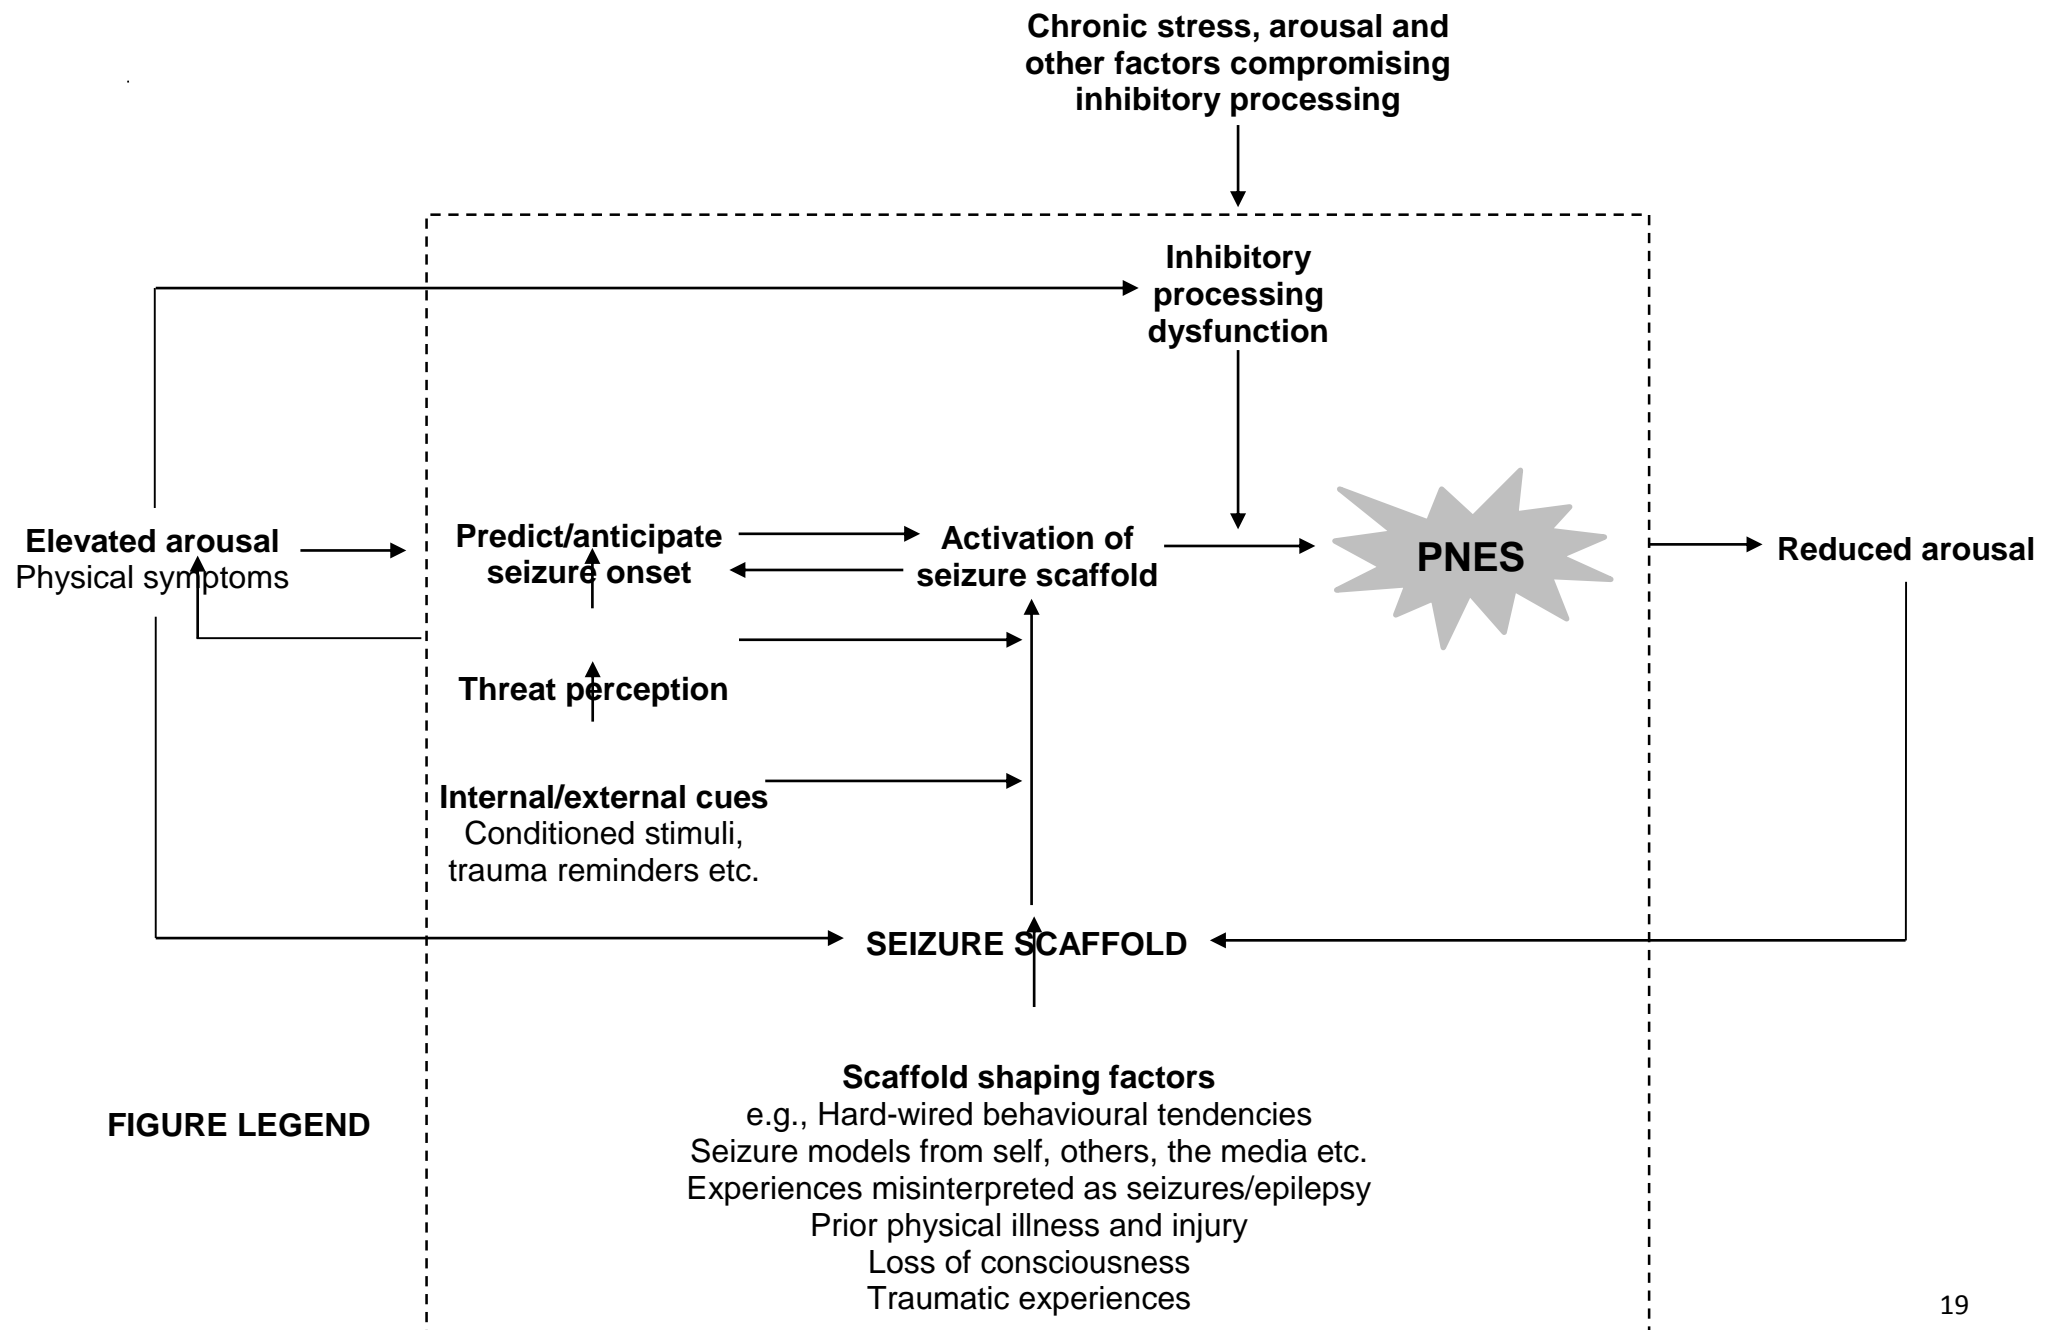 Chronic stress, arousal and
other factors compromising
inhibitory processing
.
Inhibitory
processing
dysfunction
Elevated arousal
Physical symptoms
Predict/anticipate
seizure onset
Activation of
seizure scaffold
PNES
Reduced arousal
Threat perception
Internal/external cues
Conditioned stimuli,
trauma reminders etc.
SEIZURE SCAFFOLD
Scaffold shaping factors
e.g., Hard-wired behavioural tendencies
Seizure models from self, others, the media etc.
Experiences misinterpreted as seizures/epilepsy
Prior physical illness and injury
Loss of consciousness
Traumatic experiences
FIGURE LEGEND
19